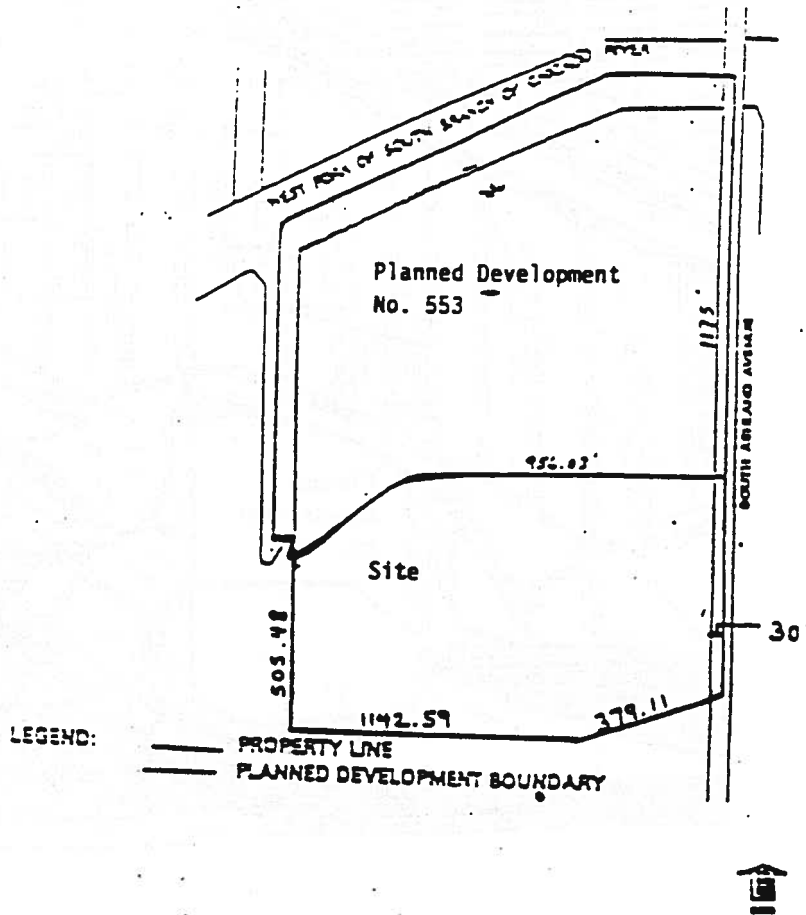 RIVER
WEST FORK OF SOUTH BRANCH OF CHICAGO
Planned Development
No. 553
1175'
SOUTH ASHLAND AVENUE
956.03'
Site
30
505.48
1142.59
379.11
LEGEND:
PROPERTY LINE
PLANNED DEVELOPMENT BOUNDARY